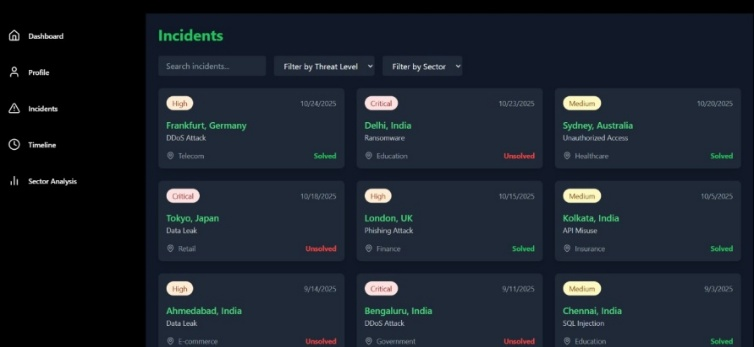 Dashboard
Profile
Incidents
Timeline
Sector Analysis
Incidents
Search incidents...
Filter by Threat Level
Filter by Sector
High
10/24/2025
Frankfurt, Germany
DDoS Attack
Telecom
Solved
Critical
10/23/2025
Delhi, India
Ransomware
Education
Unsolved
Medium
10/20/2025
Sydney, Australia
Unauthorized Access
Healthcare
Solved
Critical
10/18/2025
Tokyo, Japan
Data Leak
Retail
Unsolved
High
10/15/2025
London, UK
Phishing Attack
Finance
Solved
Medium
10/5/2025
Kolkata, India
API Misuse
Insurance
Solved
High
9/14/2025
Ahmedabad, India
Data Leak
E-commerce
Unsolved
Critical
9/11/2025
Bengaluru, India
DDoS Attack
Government
Unsolved
Medium
9/3/2025
Chennai, India
SQL Injection
Education
Solved